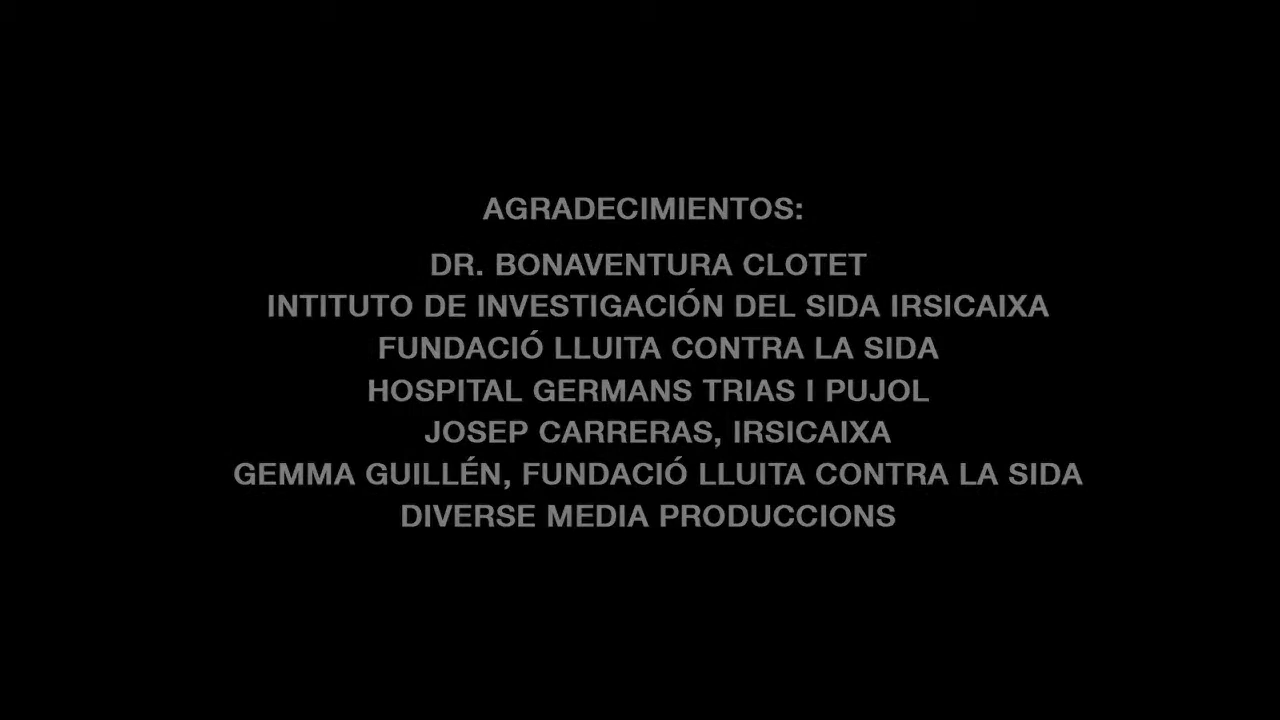 AGRADECIMIENTOS:
DR. BONAVENTURA CLOTET
INTITUTO DE INVESTIGACIÓN DEL SIDA IRSICAIXA
FUNDACIÓ LLUITA CONTRA LA SIDA
HOSPITAL GERMANS TRIAS I PUJOL
JOSEP CARRERAS, IRSICAIXA
GEMMA GUILLÉN, FUNDACIÓ LLUITA CONTRA LA SIDA
DIVERSE MEDIA PRODUCCIONS